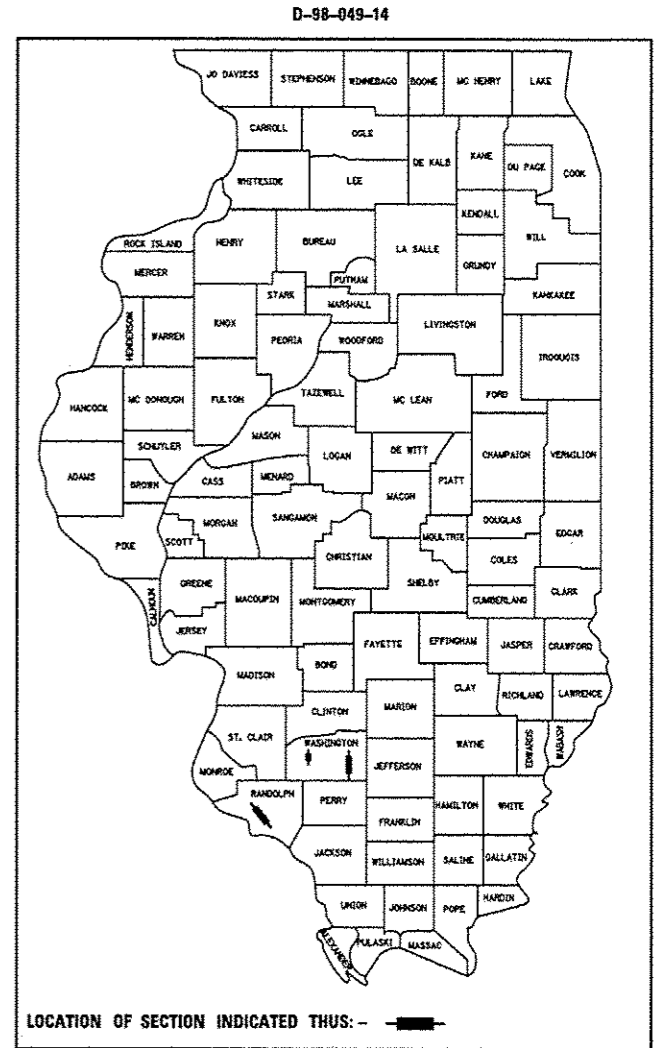 D-98-049-14
JO DAVIESS
STEPHENSON
WINNEBAGO
BOONE
MC HENRY
LAKE
CARROLL
OGLE
DE KALB
KANE
DU PAGE
COOK
WHITESIDE
LEE
KENDALL
WILL
ROCK ISLAND
HENRY
BUREAU
LA SALLE
GRUNDY
MERCER
PUTNAM
KANKAKEE
STARK
MARSHALL
HENDERSON
WARREN
KNOX
PEORIA
WOODFORD
LIVINGSTON
IROQUOIS
HANCOCK
MC DONOUGH
FULTON
TAZEWELL
MC LEAN
FORD
MASON
SCHUYLER
LOGAN
DE WITT
CHAMPAIGN
VERMILION
ADAMS
BROWN
CASS
MENARD
PIATT
MACON
PIKE
SCOTT
MORGAN
SANGAMON
MOULTRIE
DOUGLAS
EDGAR
CHRISTIAN
COLES
CALHOUN
GREENE
MACOUPIN
MONTGOMERY
SHELBY
CUMBERLAND
CLARK
JERSEY
FAYETTE
EFFINGHAM
JASPER
CRAWFORD
MADISON
BOND
CLAY
RICHLAND
LAWRENCE
CLINTON
MARION
ST. CLAIR
WASHINGTON
WAYNE
EDWARDS
WABASH
MONROE
JEFFERSON
RANDOLPH
PERRY
HAMILTON
WHITE
FRANKLIN
JACKSON
WILLIAMSON
SALINE
GALLATIN
UNION
JOHNSON
POPE
HARDIN
ALEXANDER
PULASKI
MASSAC
LOCATION OF SECTION INDICATED THUS: -